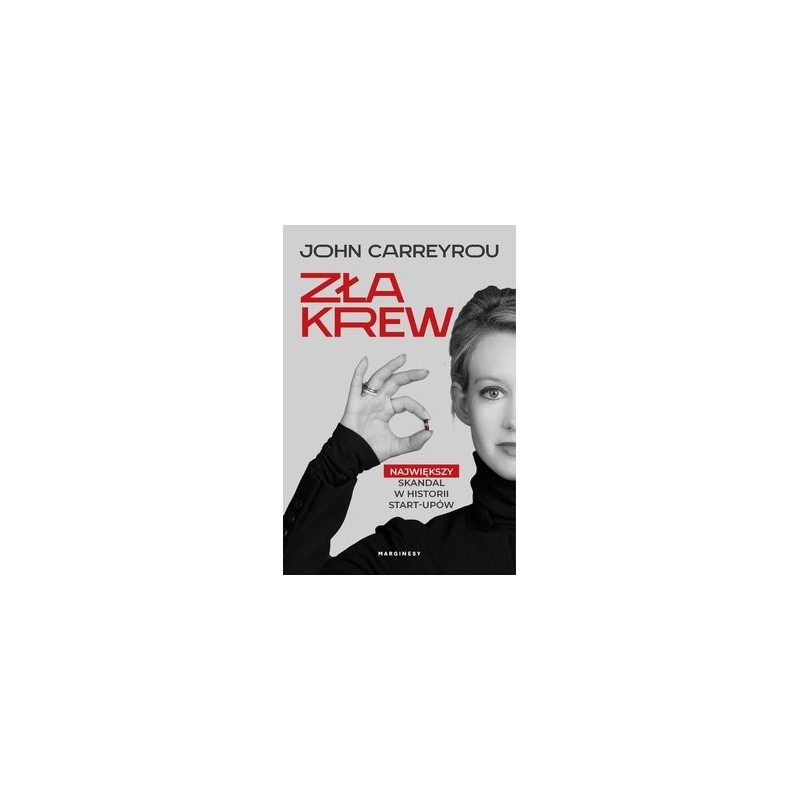 JOHN CARREYROU
ZŁA
KREW
NAJWIĘKSZY
SKANDAL
W HISTORII
START-UPÓW
MARGINESY